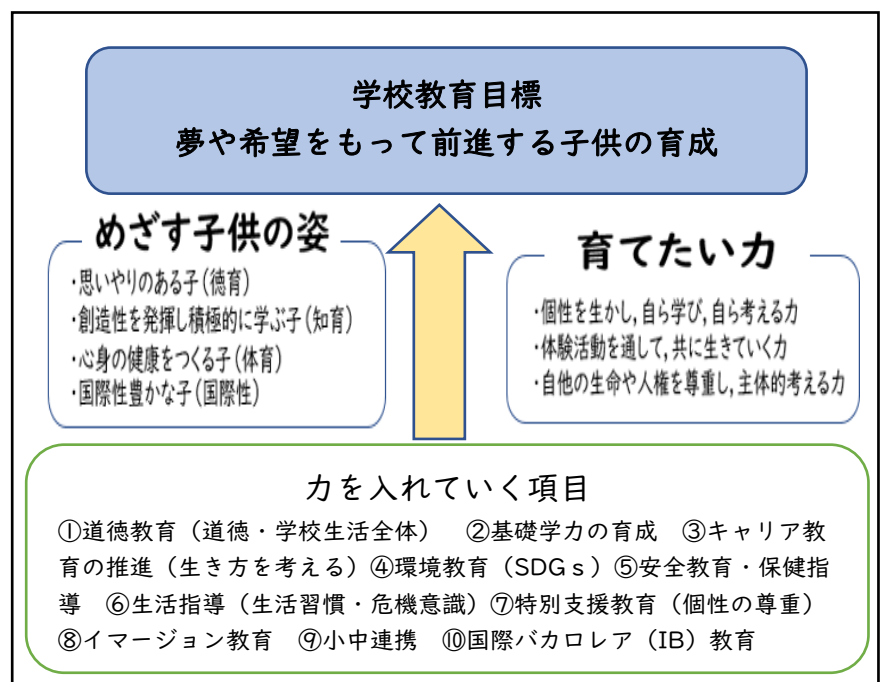 学校教育目標
夢や希望をもって前進する子供の育成
めざす子供の姿
・思いやりのある子(徳育)
・創造性を発揮し積極的に学ぶ子(知育)
・心身の健康をつくる子(体育)
・国際性豊かな子(国際性)
育てたい力
・個性を生かし,自ら学び,自ら考える力
・体験活動を通して,共に生きていく力
・自他の生命や人権を尊重し,主体的考える力
力を入れていく項目
①道徳教育（道徳・学校生活全体）　②基礎学力の育成　③キャリア教
育の推進（生き方を考える）④環境教育（SDGｓ）⑤安全教育・保健指
導　⑥生活指導（生活習慣・危機意識）⑦特別支援教育（個性の尊重）
⑧イマージョン教育　⑨小中連携　⑩国際バカロレア（IB）教育